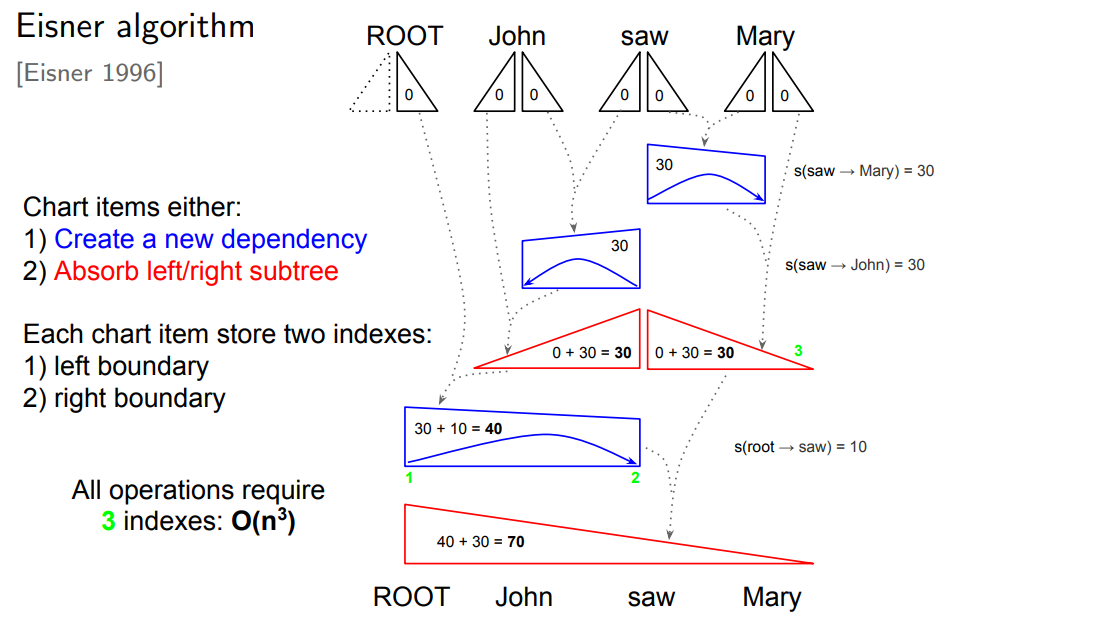 Eisner algorithm
[Eisner 1996]
ROOT John saw Mary
0 0 0 0 0 0 0
30
s(saw → Mary) = 30
Chart items either:
1) Create a new dependency
2) Absorb left/right subtree
30
s(saw → John) = 30
Each chart item store two indexes:
1) left boundary
2) right boundary
0 + 30 = 30
0 + 30 = 30
3
30 + 10 = 40
s(root → saw) = 10
1
2
All operations require
3 indexes: O(n³)
40 + 30 = 70
ROOT John saw Mary